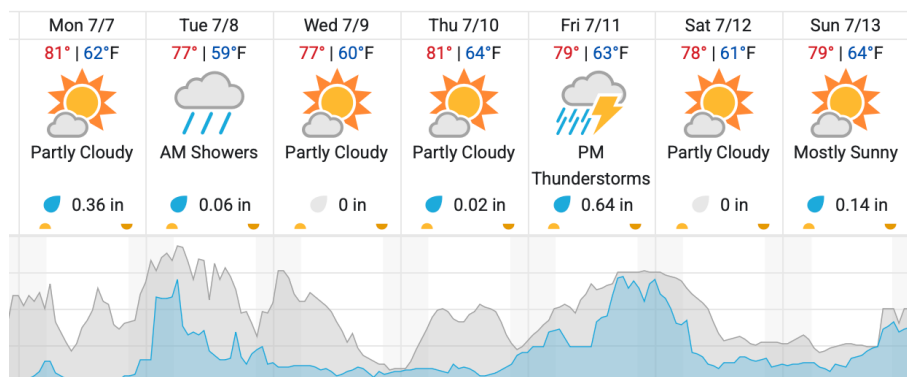 Mon 7/7 Tue 7/8 Wed 7/9 Thu 7/10 Fri 7/11 Sat 7/12 Sun 7/13
81° | 62°F 77° | 59°F 77° | 60°F 81° | 64°F 79° | 63°F 78° | 61°F 79° | 64°F
Partly Cloudy AM Showers Partly Cloudy Partly Cloudy PM Partly Cloudy Mostly Sunny
Thunderstorms
0.36 in 0.06 in 0 in 0.02 in 0.64 in 0 in 0.14 in